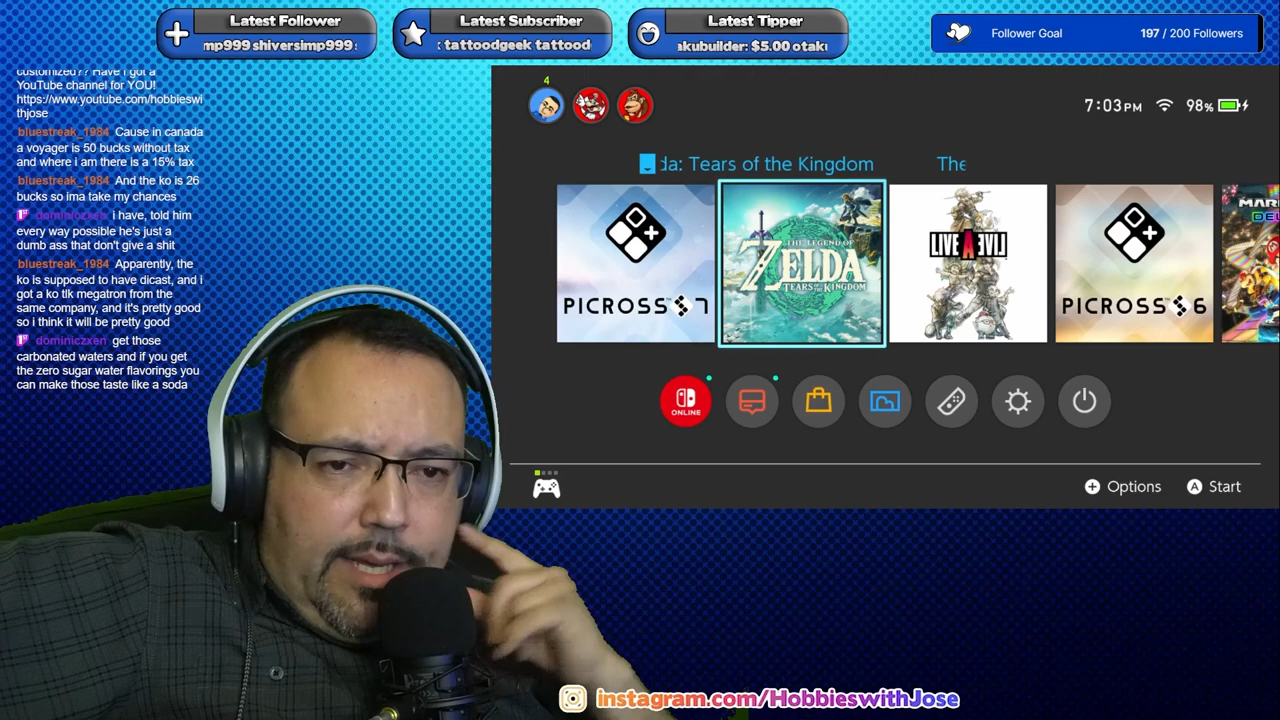 Latest Follower
mp999 shiversimp999
Latest Subscriber
tattoodgeek tattood
Latest Tipper
akubuilder: $5.00 otaku
Follower Goal
197 / 200 Followers
customized?? Have I got a
YouTube channel for YOU!
https://www.youtube.com/hobbieswi
thjose
bluestreak_1984 Cause in canada
a voyager is 50 bucks without tax
and where i am there is a 15% tax
bluestreak_1984 And the ko is 26
bucks so ima take my chances
dominiczxen i have, told him
every way possible he's just a
dumb ass that don't give a shit
bluestreak_1984 Apparently, the
ko is supposed to have dicast, and i
got a ko tlk megatron from the
same company, and it's pretty good
so i think it will be pretty good
dominiczxen get those
carbonated waters and if you get
the zero sugar water flavorings you
can make those taste like a soda
4
7:03PM
98%
da: Tears of the Kingdom
The
PICROSS S 7
THE LEGEND OF
ZELDA
TEARS OF THE KINGDOM
LIVE A LIVE
PICROSS S 6
MARI
DEL
ONLINE
+ Options
A Start
instagram.com/HobbieswithJose